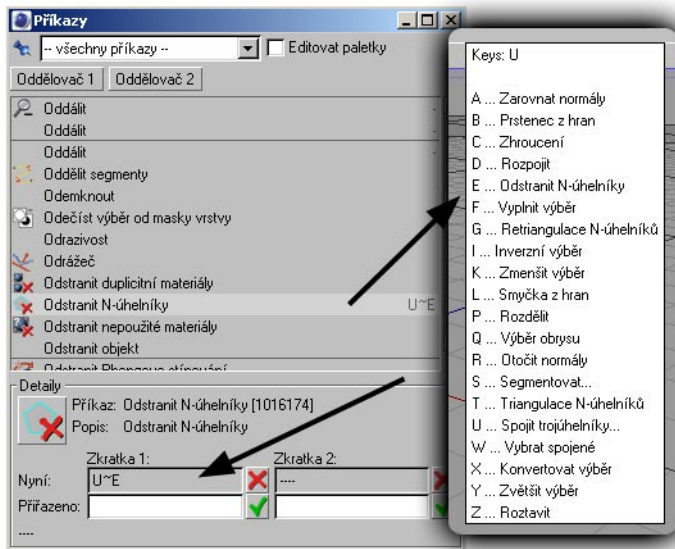 Příkazy
-- všechny příkazy --
Editovat paletky
Oddělovač 1
Oddělovač 2
Oddálit
Oddálit
Oddálit
Oddělit segmenty
Odemknout
Odečíst výběr od masky vrstvy
Odrazivost
Odrážeč
Odstranit duplicitní materiály
Odstranit N-úhelníky U~E
Odstranit nepoužité materiály
Odstranit objekt
Odstranit Phongovo stínování
Detaily
Příkaz: Odstranit N-úhelníky [1016174]
Popis: Odstranit N-úhelníky
Zkratka 1: Zkratka 2:
Nyní: U~E ----
Přiřazeno:
----
Keys: U
A ... Zarovnat normály
B ... Prstenec z hran
C ... Zhroucení
D ... Rozpojit
E ... Odstranit N-úhelníky
F ... Vyplnit výběr
G ... Retriangulace N-úhelníků
I ... Inverzní výběr
K ... Zmenšit výběr
L ... Smyčka z hran
P ... Rozdělit
Q ... Výběr obrysu
R ... Otočit normály
S ... Segmentovat...
T ... Triangulace N-úhelníků
U ... Spojit trojúhelníky...
W ... Vybrat spojené
X ... Konvertovat výběr
Y ... Zvětšit výběr
Z ... Roztavit